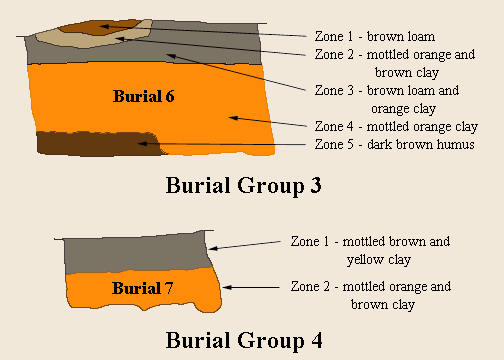 Zone 1 - brown loam
Zone 2 - mottled orange and
brown clay
Zone 3 - brown loam and
orange clay
Burial 6
Zone 4 - mottled orange clay
Zone 5 - dark brown humus
Burial Group 3
Zone 1 - mottled brown and
yellow clay
Burial 7
Zone 2 - mottled orange and
brown clay
Burial Group 4